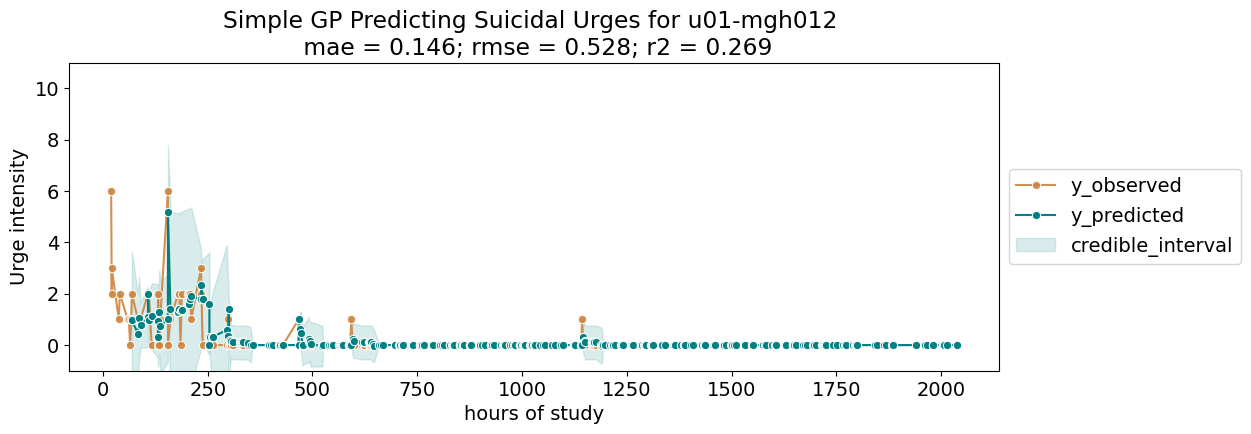 Simple GP Predicting Suicidal Urges for u01-mgh012
mae = 0.146; rmse = 0.528; r2 = 0.269
Urge intensity
10
8
6
4
2
0
0 250 500 750 1000 1250 1500 1750 2000
hours of study
y_observed
y_predicted
credible_interval